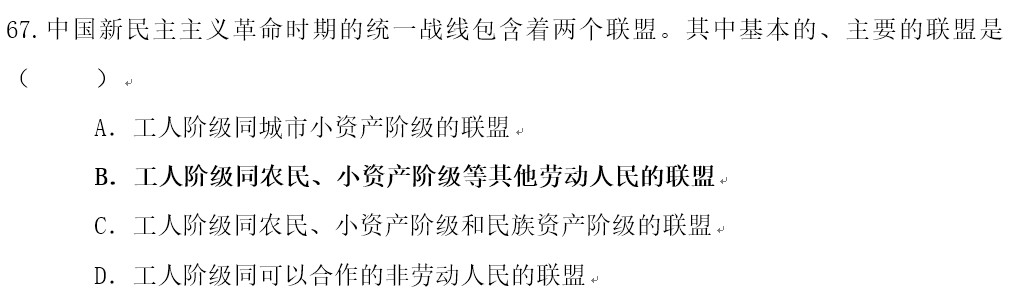 67.中国新民主主义革命时期的统一战线包含着两个联盟。其中基本的、主要的联盟是
（　　）
A. 工人阶级同城市小资产阶级的联盟
B. 工人阶级同农民、小资产阶级等其他劳动人民的联盟
C. 工人阶级同农民、小资产阶级和民族资产阶级的联盟
D. 工人阶级同可以合作的非劳动人民的联盟